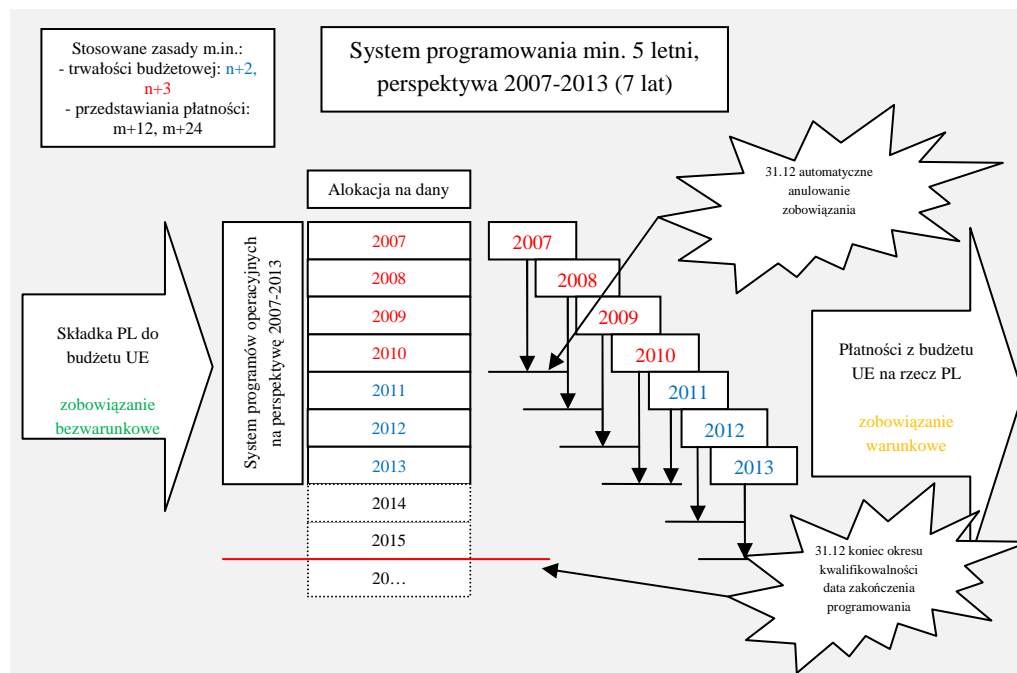 Stosowane zasady m.in.:
- trwałości budżetowej: n+2,
n+3
- przedstawiania płatności:
m+12, m+24
System programowania min. 5 letni,
perspektywa 2007-2013 (7 lat)
31.12 automatyczne
anulowanie
zobowiązania
Alokacja na dany
System programów operacyjnych
na perspektywę 2007-2013
2007
2008
2009
2010
2011
2012
2013
2014
2015
20…
2007
2008
2009
2010
2011
2012
2013
Składka PL do
budżetu UE
zobowiązanie
bezwarunkowe
Płatności z budżetu
UE na rzecz PL
zobowiązanie
warunkowe
31.12 koniec okresu
kwalifikowalności
data zakończenia
programowania